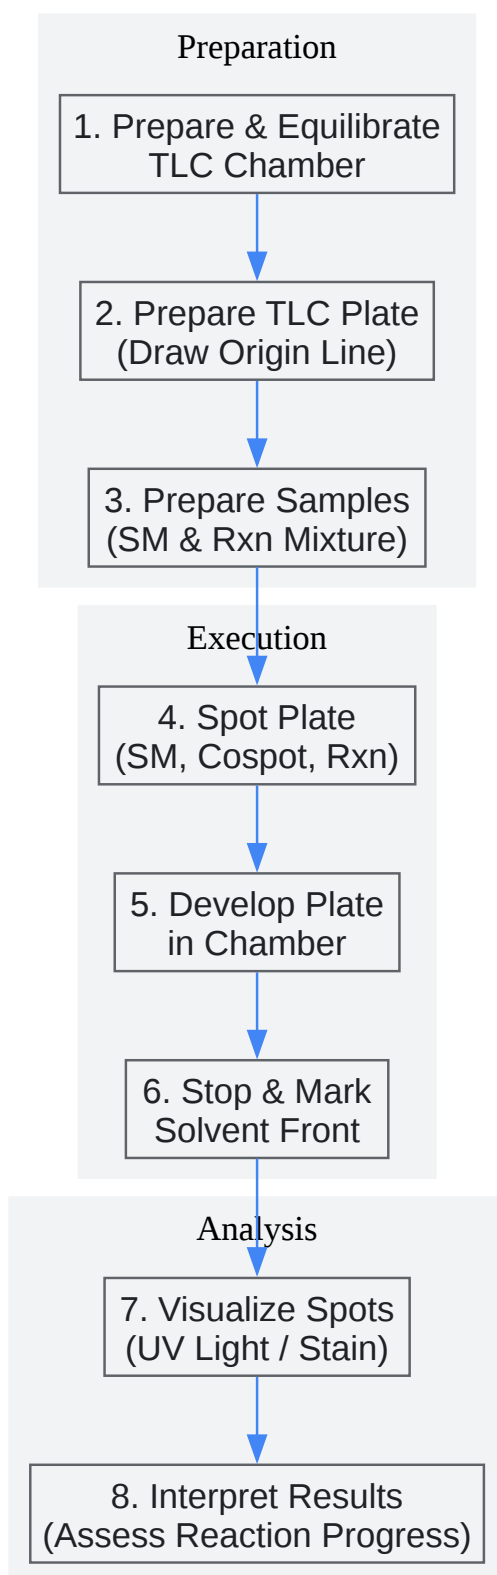 Preparation
1. Prepare & Equilibrate
TLC Chamber
2. Prepare TLC Plate
(Draw Origin Line)
3. Prepare Samples
(SM & Rxn Mixture)
Execution
4. Spot Plate
(SM, Cospot, Rxn)
5. Develop Plate
in Chamber
6. Stop & Mark
Solvent Front
Analysis
7. Visualize Spots
(UV Light / Stain)
8. Interpret Results
(Assess Reaction Progress)